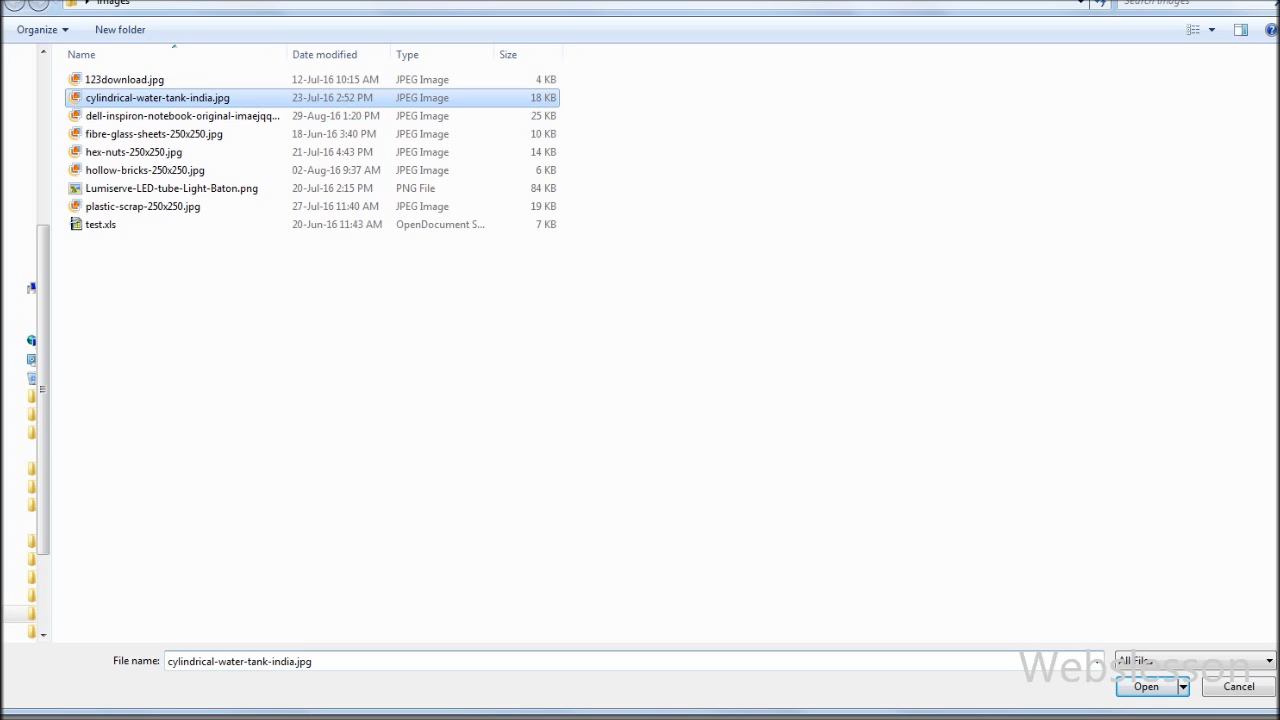 Images
Search Images
Organize
New folder
Name Date modified Type Size
123download.jpg 12-Jul-16 10:15 AM JPEG Image 4 KB
cylindrical-water-tank-india.jpg 23-Jul-16 2:52 PM JPEG Image 18 KB
dell-inspiron-notebook-original-imaejqq... 29-Aug-16 1:20 PM JPEG Image 25 KB
fibre-glass-sheets-250x250.jpg 18-Jun-16 3:40 PM JPEG Image 10 KB
hex-nuts-250x250.jpg 21-Jul-16 4:43 PM JPEG Image 14 KB
hollow-bricks-250x250.jpg 02-Aug-16 9:37 AM JPEG Image 6 KB
Lumiserve-LED-tube-Light-Baton.png 20-Jul-16 2:15 PM PNG File 84 KB
plastic-scrap-250x250.jpg 27-Jul-16 11:40 AM JPEG Image 19 KB
test.xls 20-Jun-16 11:43 AM OpenDocument S... 7 KB
File name: cylindrical-water-tank-india.jpg
All Files
Webslesson
Open Cancel